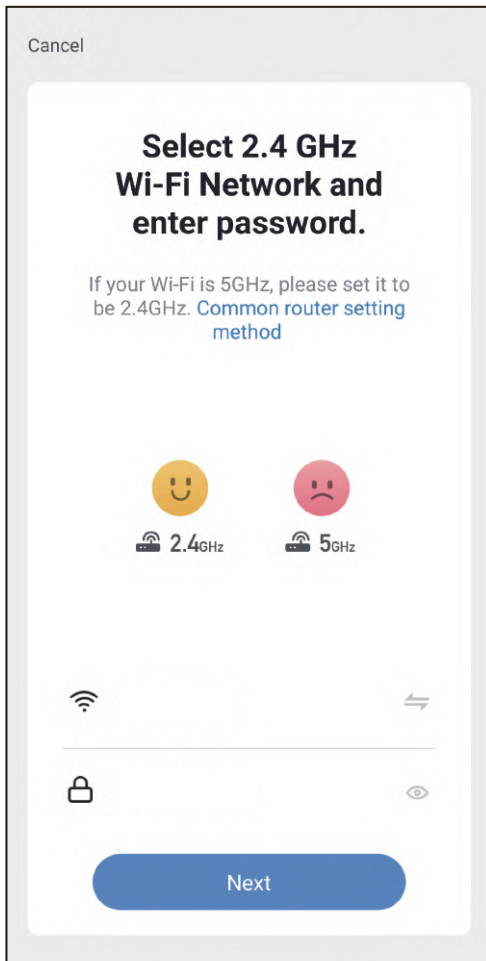 Cancel
Select 2.4 GHz
Wi-Fi Network and
enter password.
If your Wi-Fi is 5GHz, please set it to
be 2.4GHz. Common router setting
method
2.4GHz 5GHz
Next